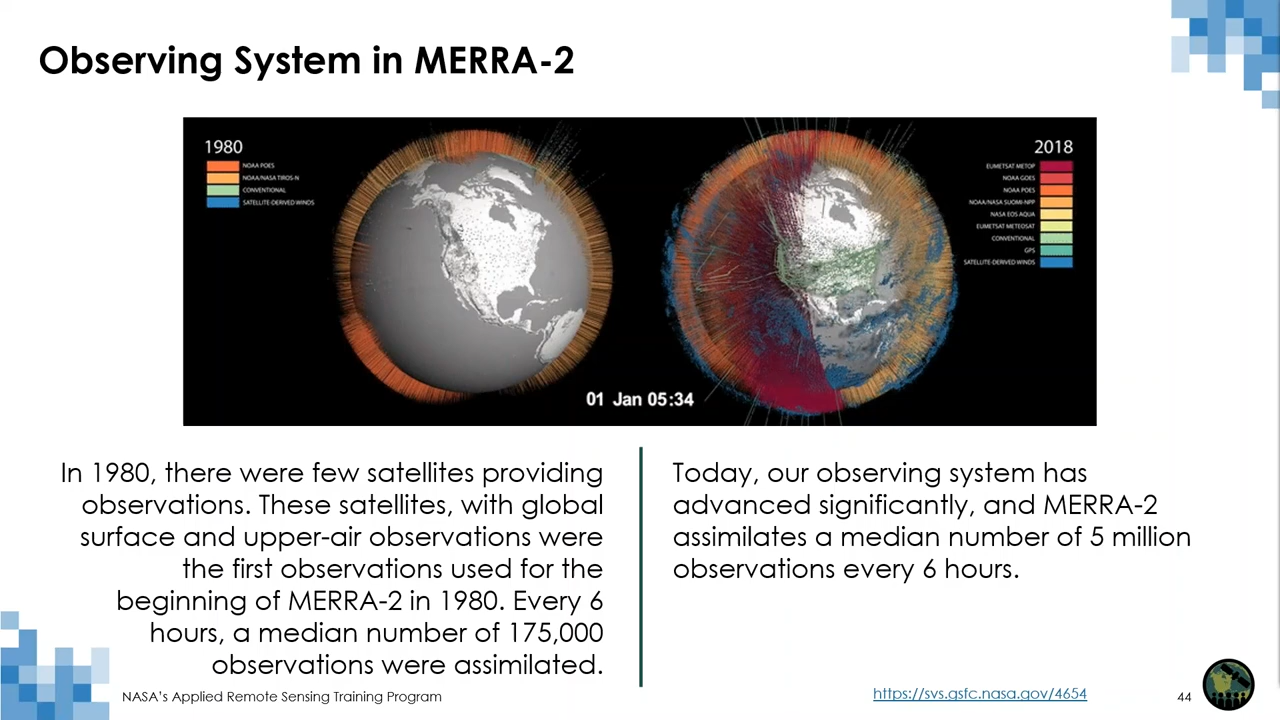 Observing System in MERRA-2
1980
NOAA POES
NOAA/NASA TIROS-N
CONVENTIONAL
SATELLITE-DERIVED WINDS
2018
EUMETSAT METOP
NOAA GOES
NOAA POES
NOAA/NASA SUOMI-NPP
NASA EOS AQUA
EUMETSAT METEOSAT
CONVENTIONAL
GPS
SATELLITE-DERIVED WINDS
01 Jan 05:34
In 1980, there were few satellites providing
observations. These satellites, with global
surface and upper-air observations were
the first observations used for the
beginning of MERRA-2 in 1980. Every 6
hours, a median number of 175,000
observations were assimilated.
Today, our observing system has
advanced significantly, and MERRA-2
assimilates a median number of 5 million
observations every 6 hours.
NASA's Applied Remote Sensing Training Program
https://svs.gsfc.nasa.gov/4654
44